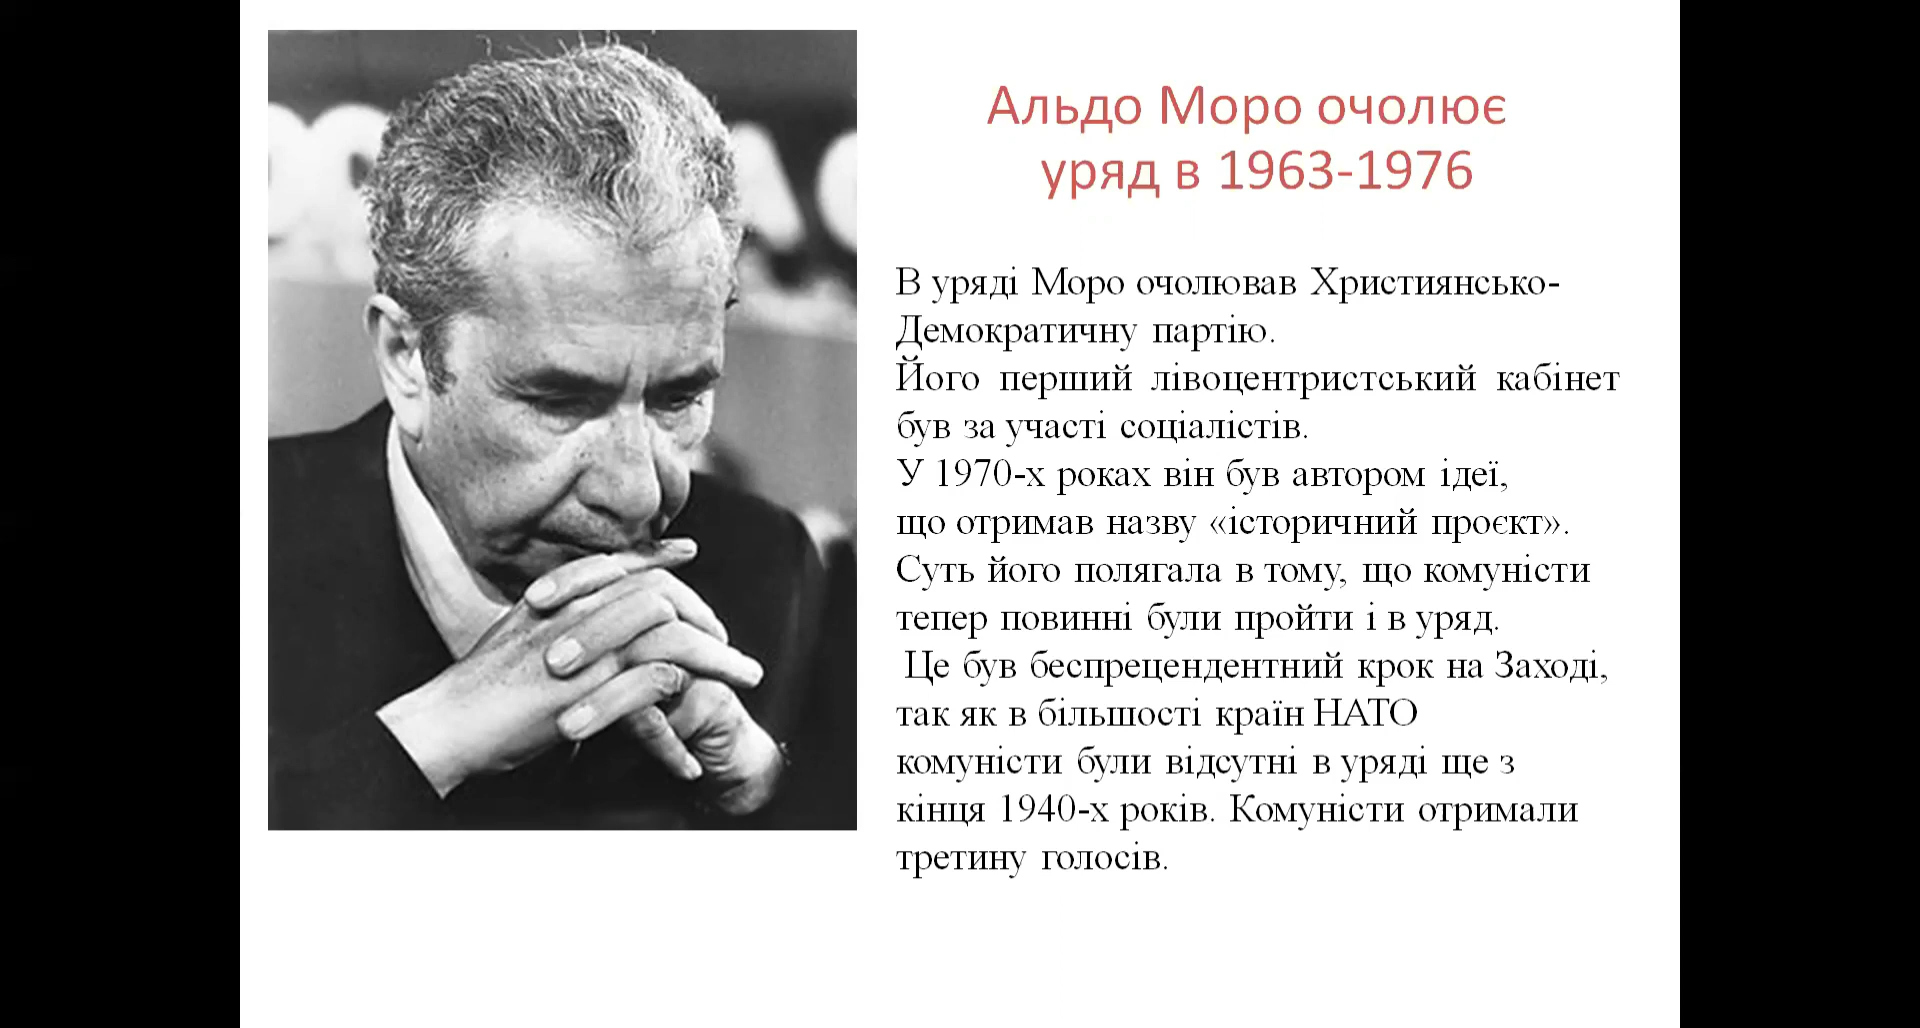 Альдо Моро очолює
уряд в 1963-1976
В уряді Моро очолював Християнсько-
Демократичну партію.
Його перший лівоцентристський кабінет
був за участі соціалістів.
У 1970-х роках він був автором ідеї,
що отримав назву «історичний проєкт».
Суть його полягала в тому, що комуністи
тепер повинні були пройти і в уряд.
Це був беспрецендентний крок на Заході,
так як в більшості країн НАТО
комуністи були відсутні в уряді ще з
кінця 1940-х років. Комуністи отримали
третину голосів.